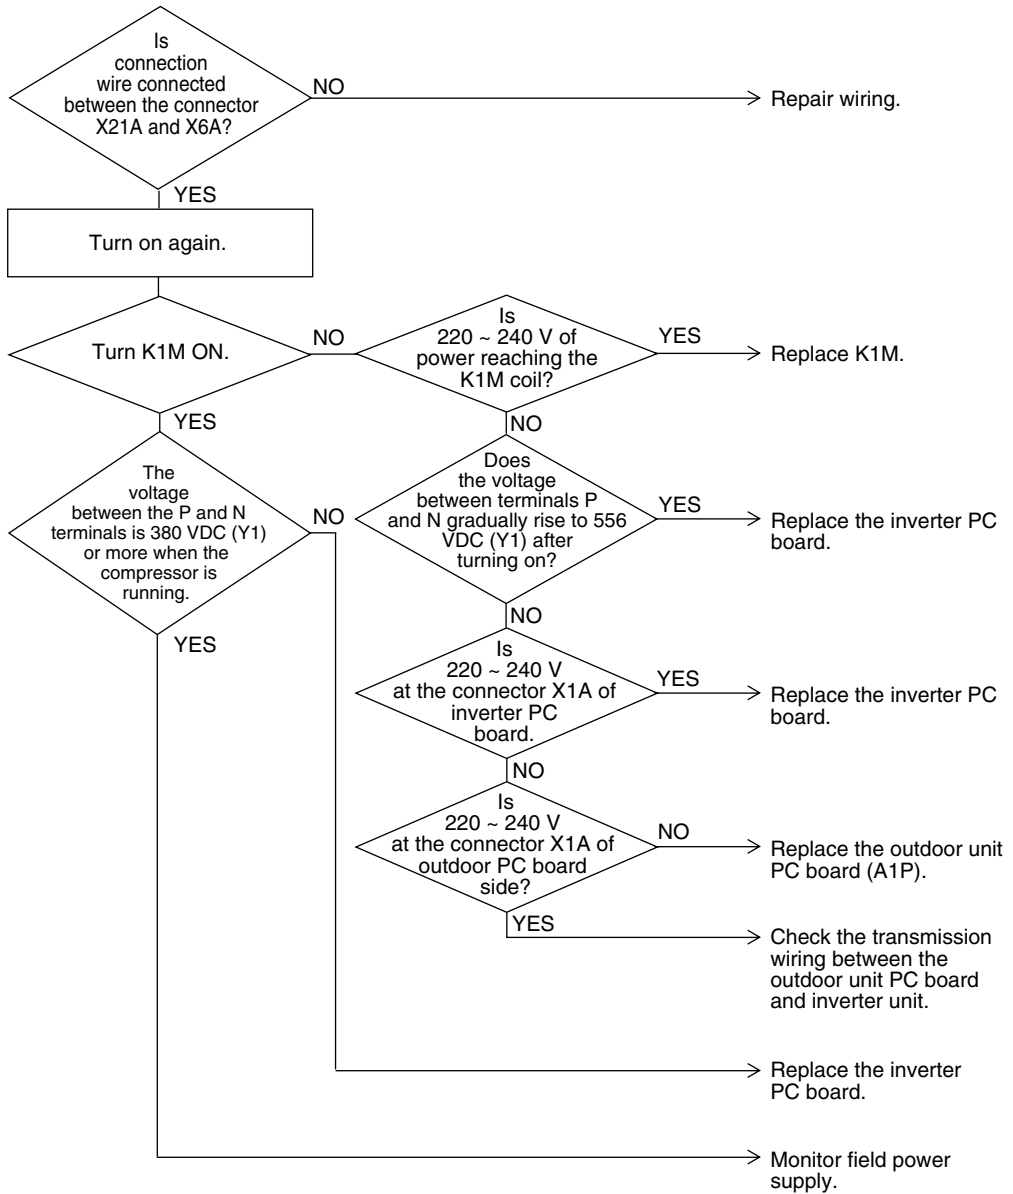 Is
connection
wire connected
between the connector
X21A and X6A?
NO
Repair wiring.
YES
Turn on again.
Turn K1M ON.
NO
Is
220 ~ 240 V of
power reaching the
K1M coil?
YES
Replace K1M.
YES
NO
The
voltage
between the P and N
terminals is 380 VDC (Y1)
or more when the
compressor is
running.
NO
Does
the voltage
between terminals P
and N gradually rise to 556
VDC (Y1) after
turning on?
YES
Replace the inverter PC
board.
NO
YES
Is
220 ~ 240 V
at the connector X1A of
inverter PC
board.
YES
Replace the inverter PC
board.
NO
Is
220 ~ 240 V
at the connector X1A of
outdoor PC board
side?
NO
Replace the outdoor unit
PC board (A1P).
YES
Check the transmission
wiring between the
outdoor unit PC board
and inverter unit.
Replace the inverter
PC board.
Monitor field power
supply.